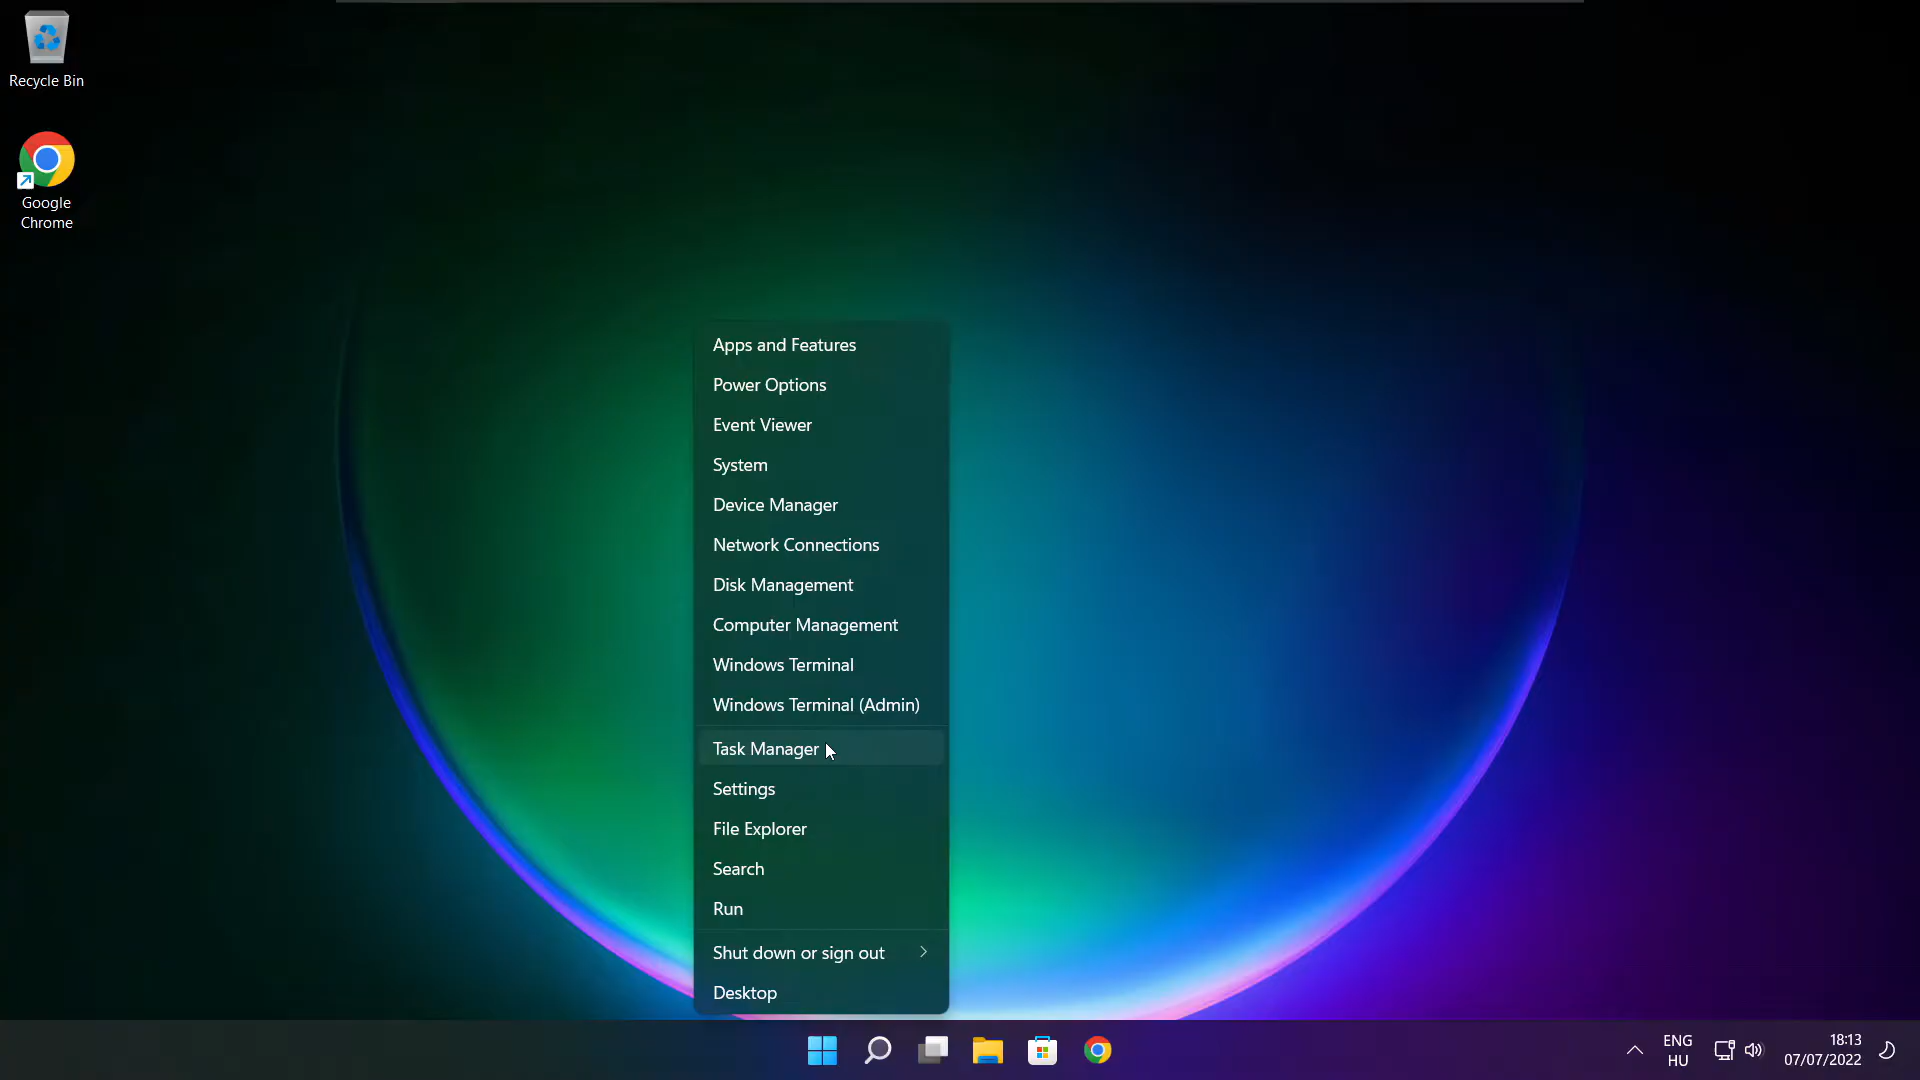 Recycle Bin
Google
Chrome
Apps and Features
Power Options
Event Viewer
System
Device Manager
Network Connections
Disk Management
Computer Management
Windows Terminal
Windows Terminal (Admin)
Task Manager
Settings
File Explorer
Search
Run
Shut down or sign out
Desktop
ENG
HU
18:13
07/07/2022